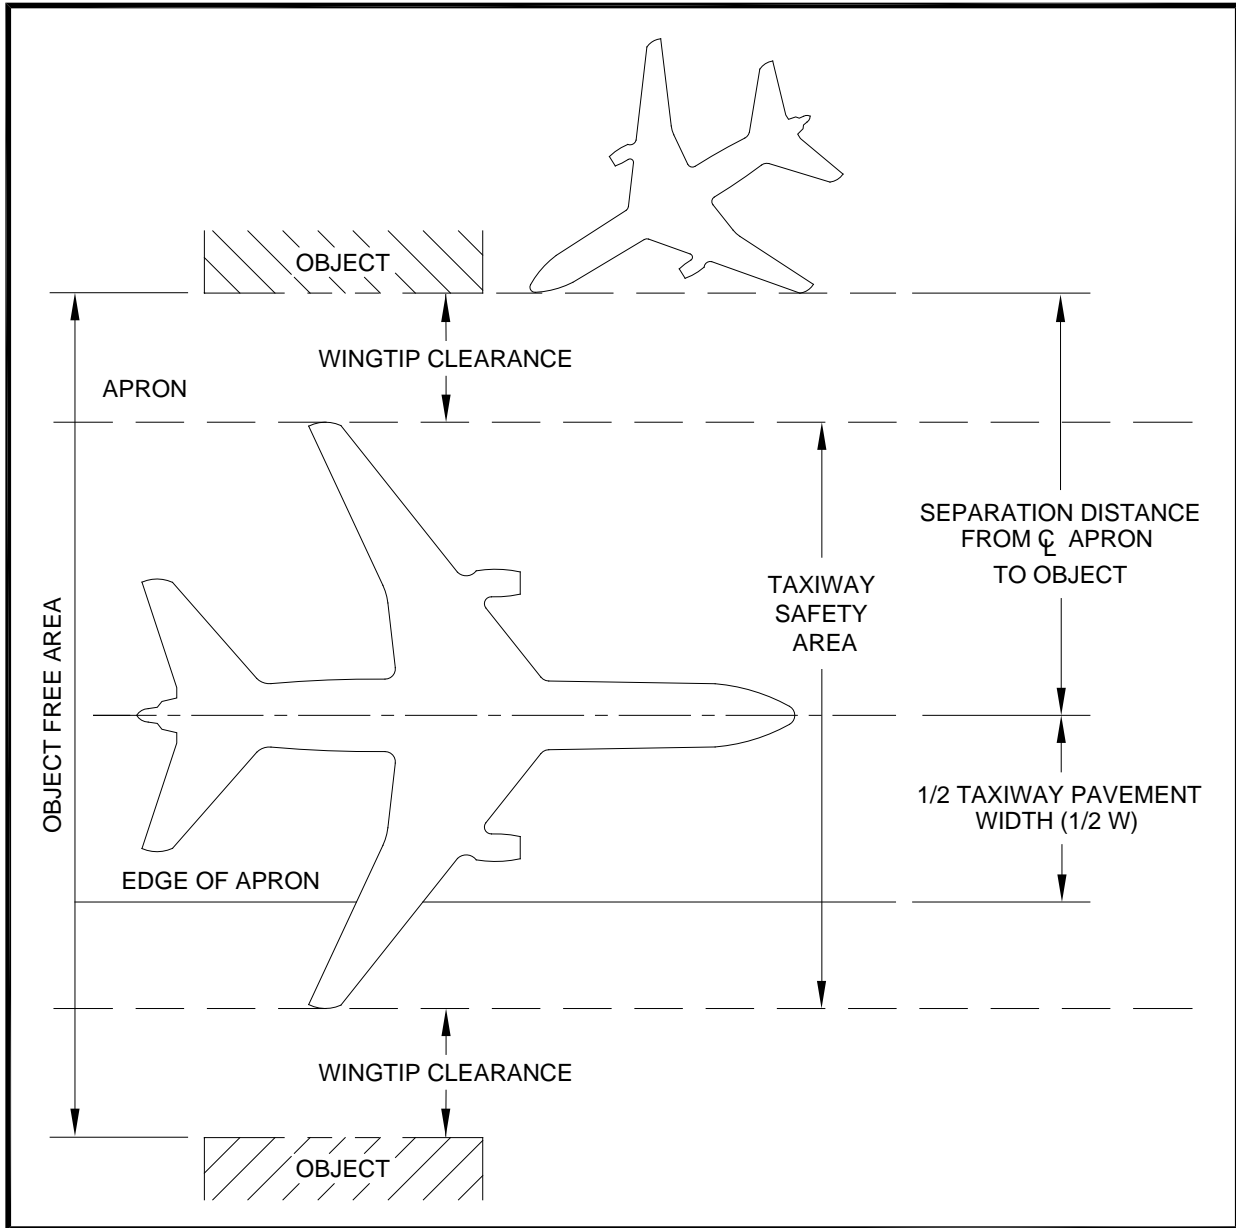 OBJECT
WINGTIP CLEARANCE
APRON
SEPARATION DISTANCE
FROM ℄ APRON
TO OBJECT
TAXIWAY
SAFETY
AREA
OBJECT FREE AREA
1/2 TAXIWAY PAVEMENT
WIDTH (1/2 W)
EDGE OF APRON
WINGTIP CLEARANCE
OBJECT